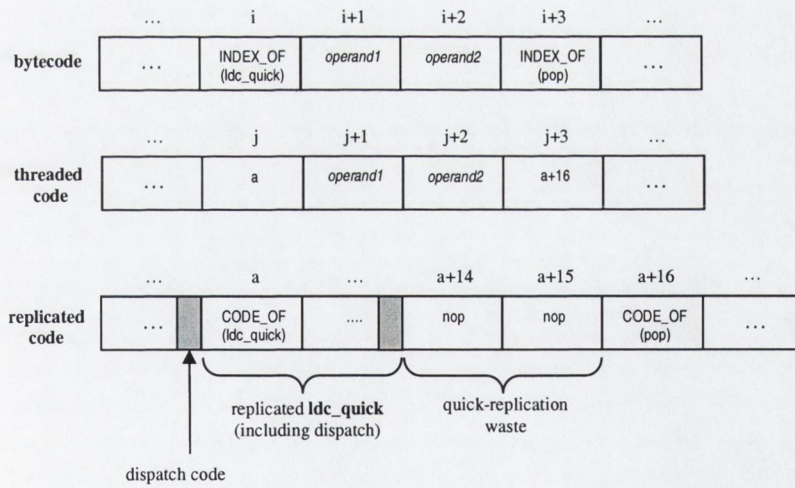 ... i i+1 i+2 i+3 ...
bytecode ... INDEX_OF (ldc_quick) operand1 operand2 INDEX_OF (pop) ...
... j j+1 j+2 j+3 ...
threaded code ... a operand1 operand2 a+16 ...
... a ... a+14 a+15 a+16 ...
replicated code ... CODE_OF (ldc_quick) .... nop nop CODE_OF (pop) ...
replicated ldc_quick
(including dispatch)
quick-replication
waste
dispatch code